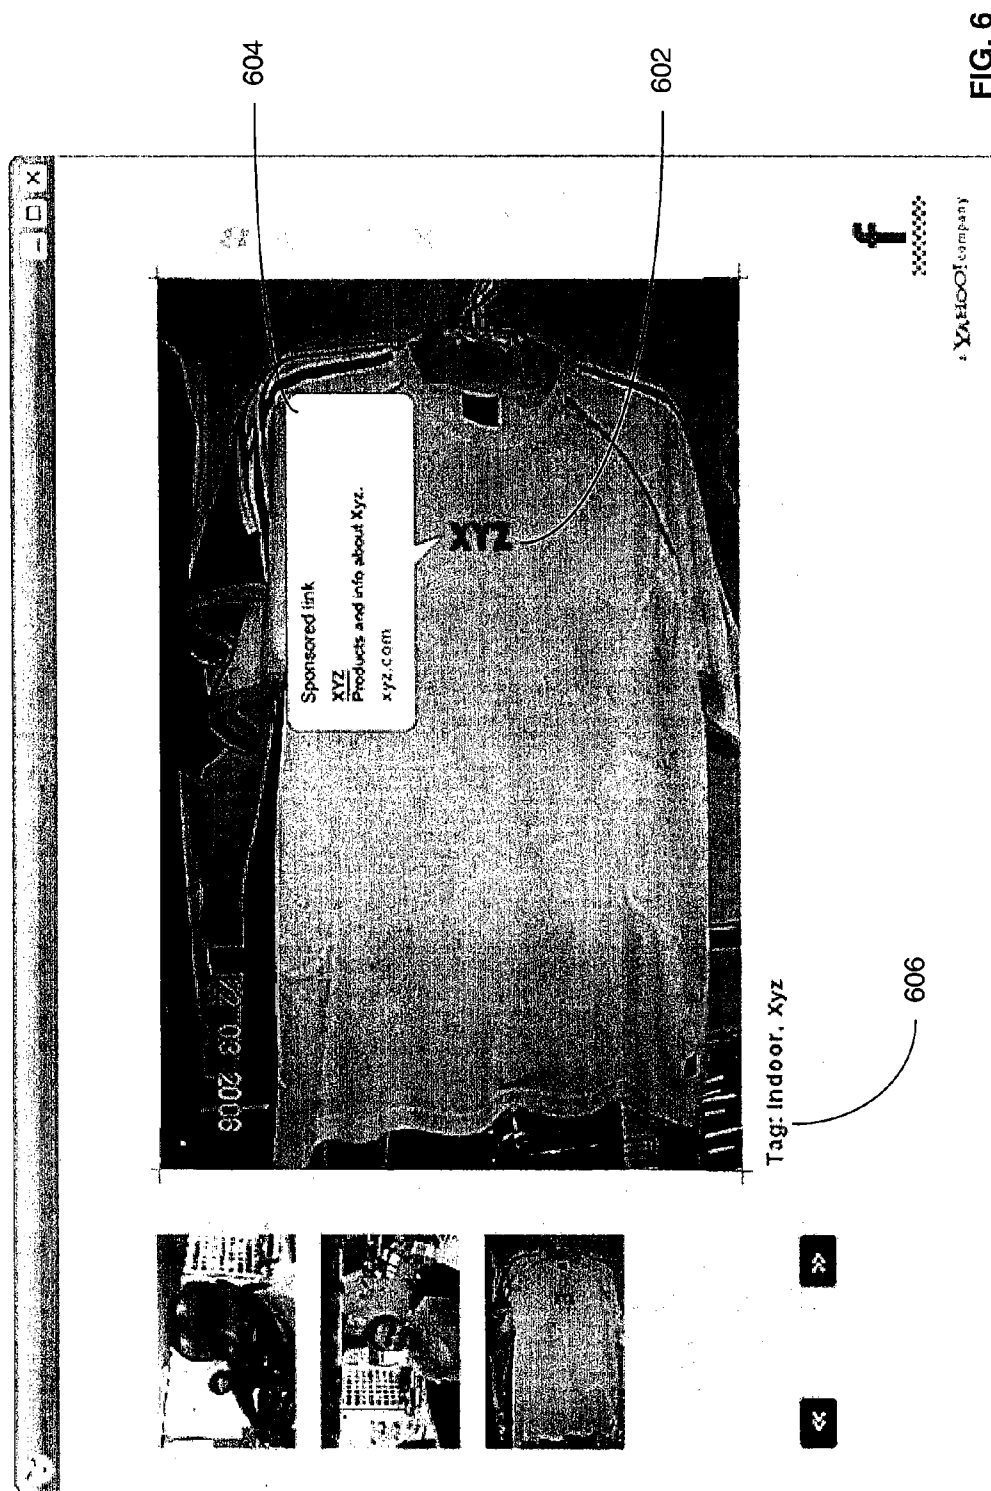 Sponsored link
XYZ
Products and info about Xyz.
xyz.com
XYZ
22 03 2006
Tag: Indoor, Xyz
f
a YAHOO! company
604
602
606
FIG. 6